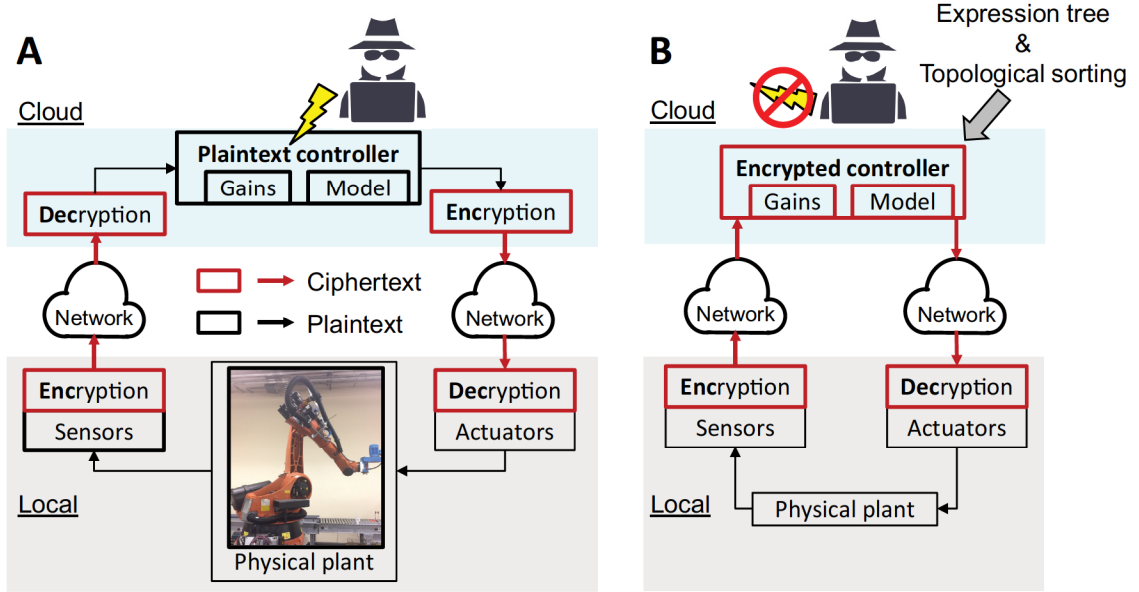 A
Cloud
Plaintext controller
Gains
Model
Decryption
Encryption
Network
Network
Ciphertext
Plaintext
Encryption
Sensors
Decryption
Actuators
Local
Physical plant
B
Expression tree
&
Topological sorting
Cloud
Encrypted controller
Gains
Model
Network
Network
Encryption
Sensors
Decryption
Actuators
Local
Physical plant